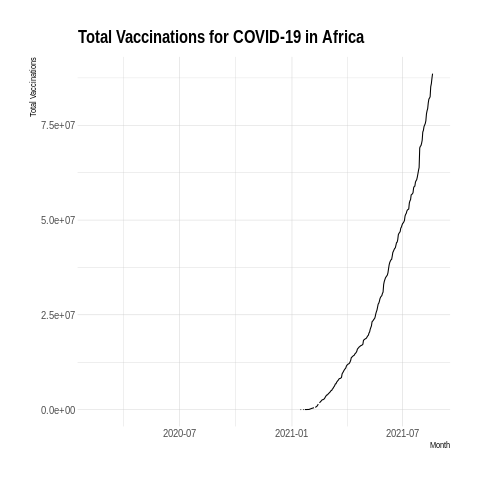 Total Vaccinations for COVID-19 in Africa
Total Vaccinations
7.5e+07
5.0e+07
2.5e+07
0.0e+00
2020-07
2021-01
2021-07
Month